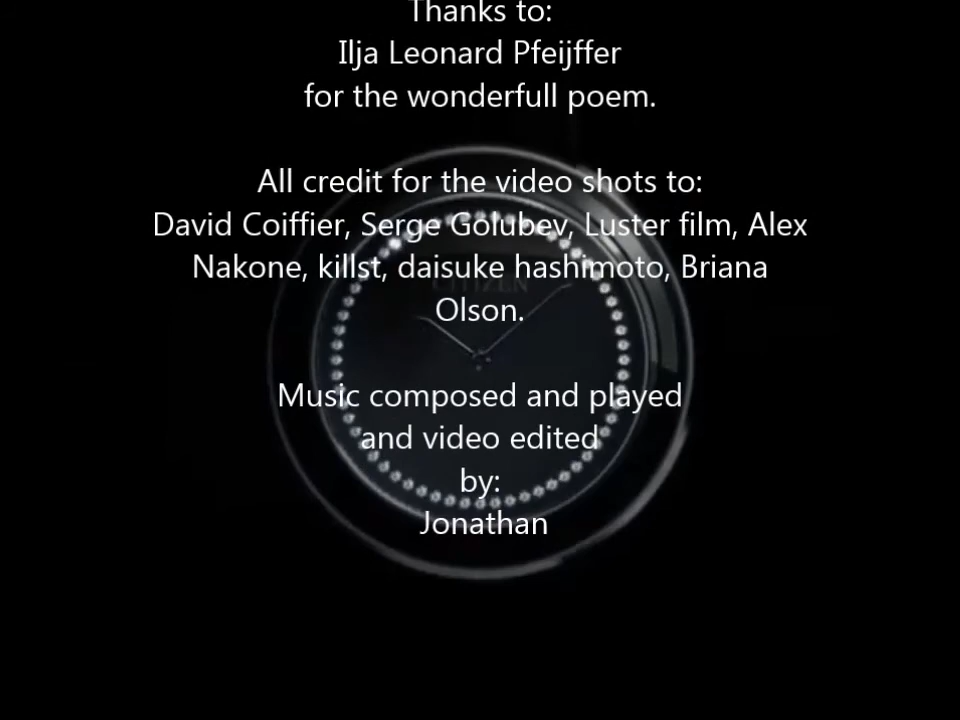 Thanks to:
Ilja Leonard Pfeijffer
for the wonderfull poem.
All credit for the video shots to:
David Coiffier, Serge Golubev, Luster film, Alex
Nakone, killst, daisuke hashimoto, Briana
CITIZEN
Olson.
Music composed and played
and video edited
by:
Jonathan